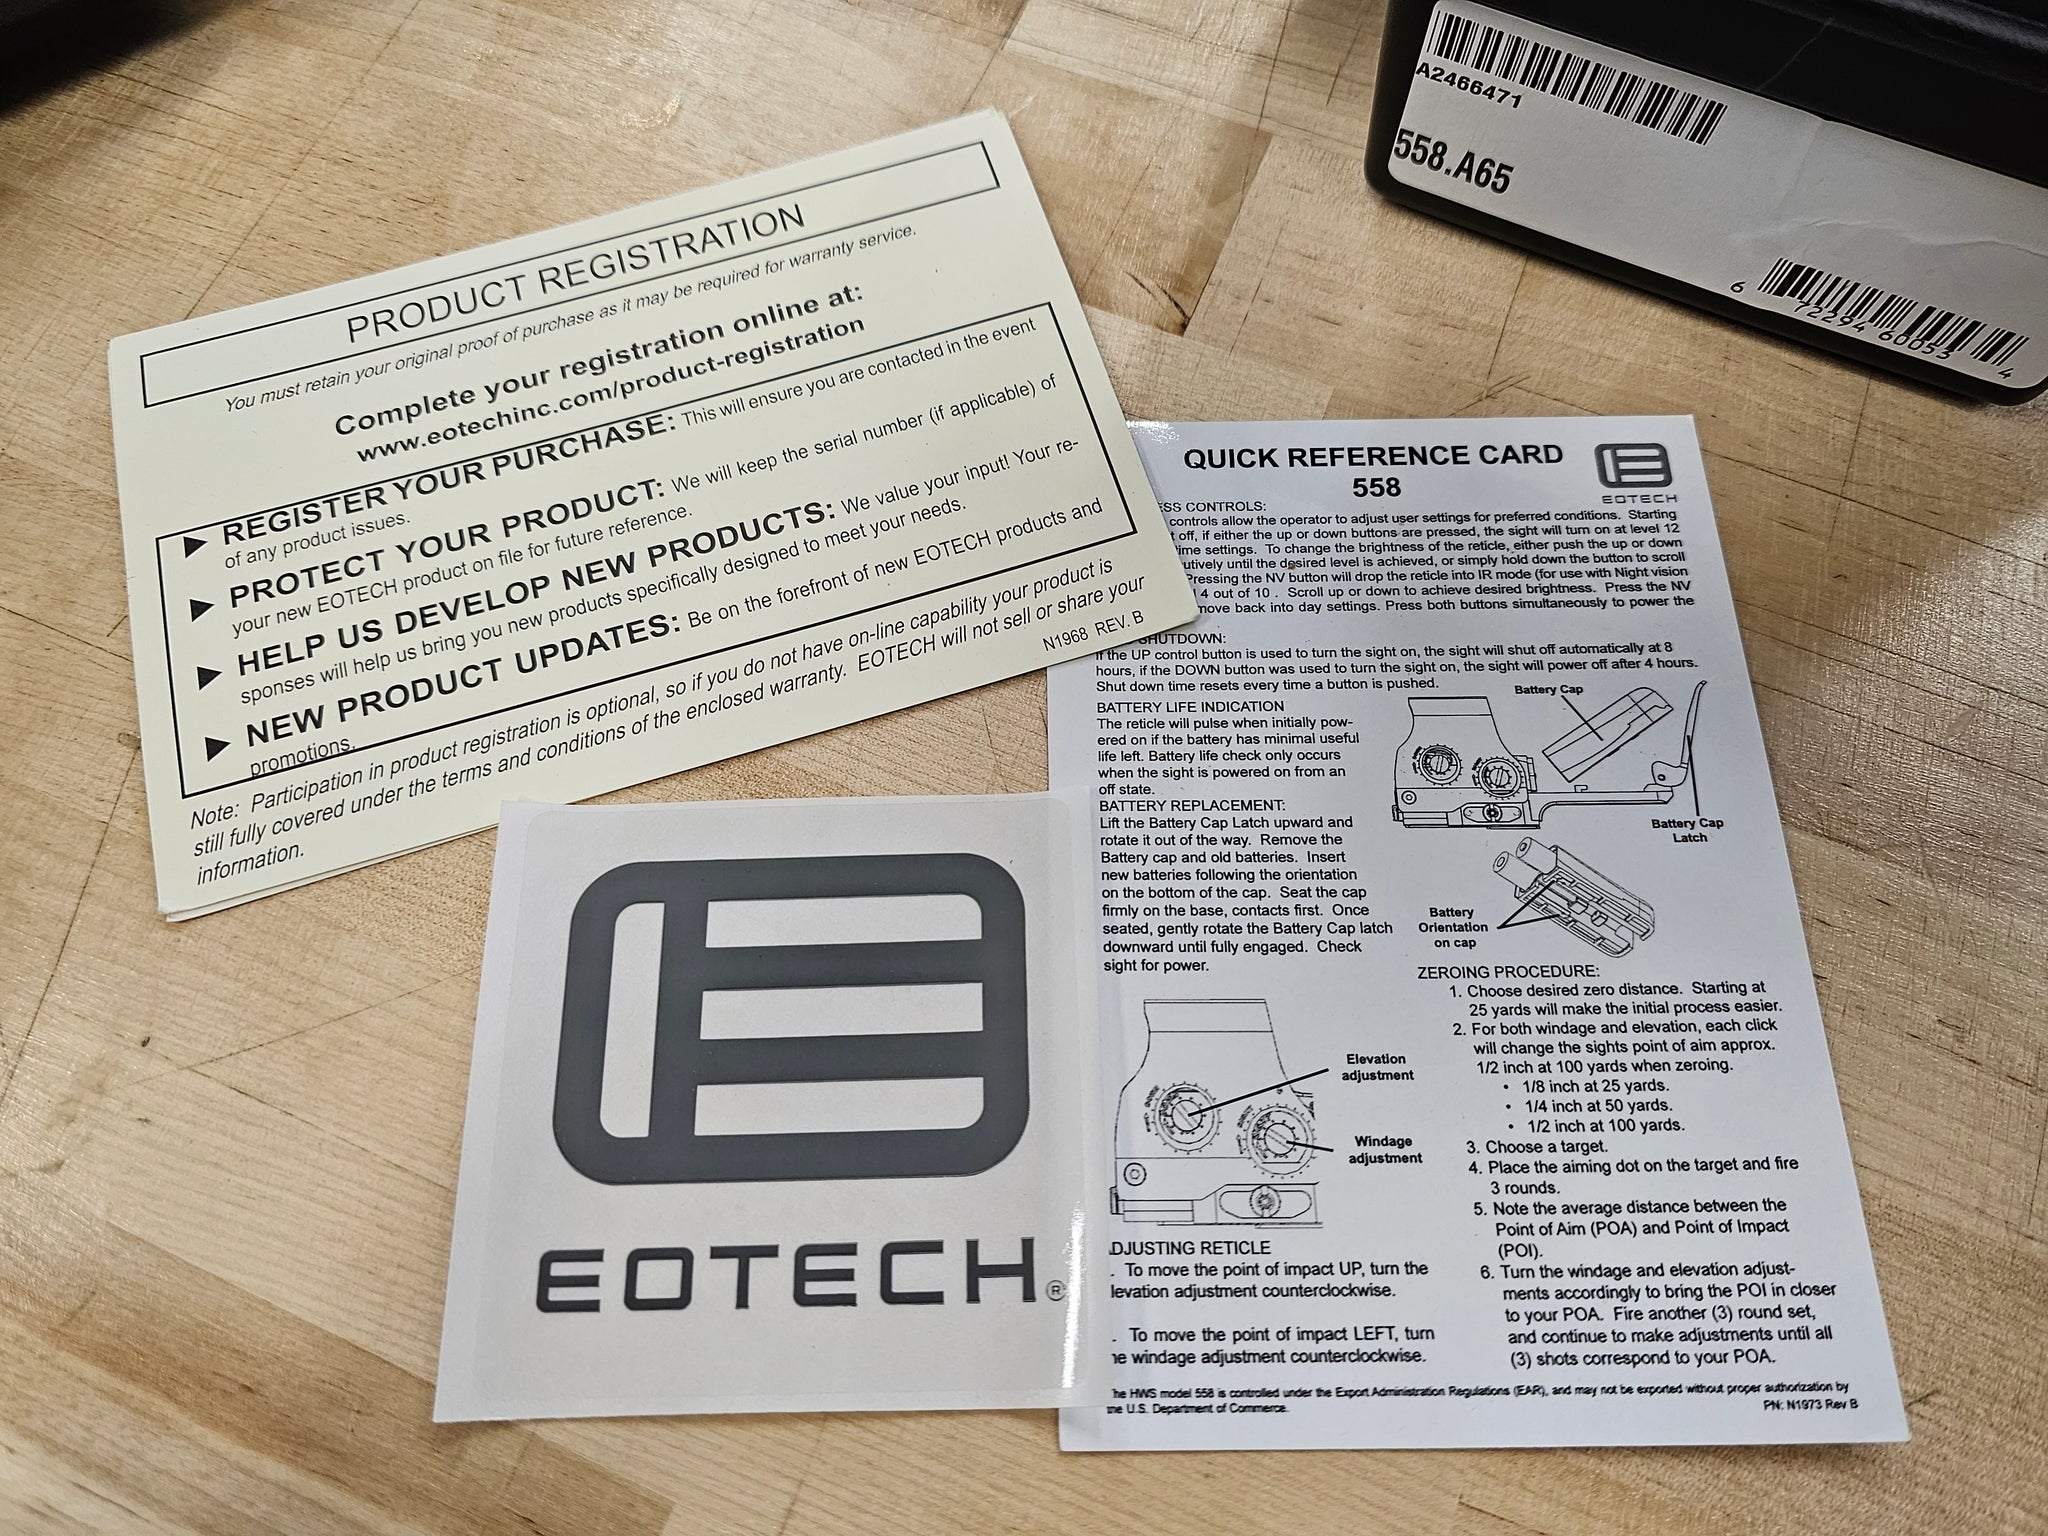 PRODUCT REGISTRATION
You must retain your original proof of purchase as it may be required for warranty service.
Complete your registration online at:
www.eotechinc.com/product-registration
REGISTER YOUR PURCHASE: This will ensure you are contacted in the event
of any product issues.
PROTECT YOUR PRODUCT: We will keep the serial number (if applicable) of
your new EOTECH product on file for future reference.
HELP US DEVELOP NEW PRODUCTS: We value your input! Your re-
sponses will help us bring you new products specifically designed to meet your needs.
NEW PRODUCT UPDATES: Be on the forefront of new EOTECH products and
promotions.
Note: Participation in product registration is optional, so if you do not have on-line capability your product is
still fully covered under the terms and conditions of the enclosed warranty. EOTECH will not sell or share your
information.
N1968 REV. B
A2466471
558.A65
6 72294 60053 4
EOTECH®
QUICK REFERENCE CARD
558
EOTECH
ESS CONTROLS:
controls allow the operator to adjust user settings for preferred conditions. Starting
t off, if either the up or down buttons are pressed, the sight will turn on at level 12
time settings. To change the brightness of the reticle, either push the up or down
utively until the desired level is achieved, or simply hold down the button to scroll
Pressing the NV button will drop the reticle into IR mode (for use with Night vision
4 out of 10 . Scroll up or down to achieve desired brightness. Press the NV
move back into day settings. Press both buttons simultaneously to power the
SHUTDOWN:
If the UP control button is used to turn the sight on, the sight will shut off automatically at 8
hours, if the DOWN button was used to turn the sight on, the sight will power off after 4 hours.
Shut down time resets every time a button is pushed.
BATTERY LIFE INDICATION
The reticle will pulse when initially pow-
ered on if the battery has minimal useful
life left. Battery life check only occurs
when the sight is powered on from an
off state.
BATTERY REPLACEMENT:
Lift the Battery Cap Latch upward and
rotate it out of the way. Remove the
Battery cap and old batteries. Insert
new batteries following the orientation
on the bottom of the cap. Seat the cap
firmly on the base, contacts first. Once
seated, gently rotate the Battery Cap latch
downward until fully engaged. Check
sight for power.
Battery Cap
Battery Cap
Latch
Battery
Orientation
on cap
Elevation
adjustment
Windage
adjustment
DJUSTING RETICLE
. To move the point of impact UP, turn the
levation adjustment counterclockwise.
. To move the point of impact LEFT, turn
he windage adjustment counterclockwise.
ZEROING PROCEDURE:
1. Choose desired zero distance. Starting at
25 yards will make the initial process easier.
2. For both windage and elevation, each click
will change the sights point of aim approx.
1/2 inch at 100 yards when zeroing.
• 1/8 inch at 25 yards.
• 1/4 inch at 50 yards.
• 1/2 inch at 100 yards.
3. Choose a target.
4. Place the aiming dot on the target and fire
3 rounds.
5. Note the average distance between the
Point of Aim (POA) and Point of Impact
(POI).
6. Turn the windage and elevation adjust-
ments accordingly to bring the POI in closer
to your POA. Fire another (3) round set,
and continue to make adjustments until all
(3) shots correspond to your POA.
he HWS model 558 is controlled under the Export Administration Regulations (EAR), and may not be exported without proper authorization by
the U.S. Department of Commerce.
PN: N1973 Rev B